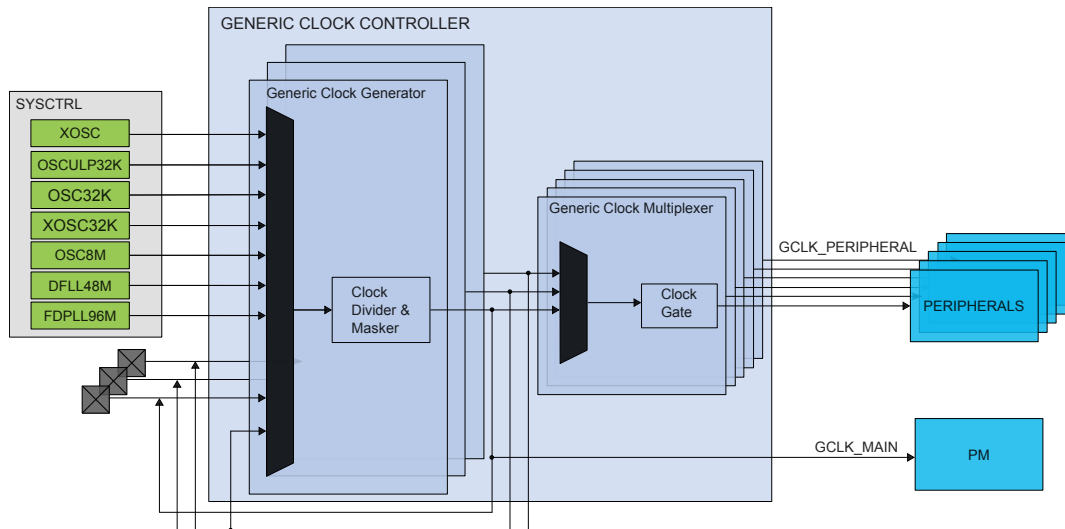 GENERIC CLOCK CONTROLLER
Generic Clock Generator
SYSCTRL
XOSC
OSCULP32K
OSC32K
XOSC32K
OSC8M
DFLL48M
FDPLL96M
Clock
Divider &
Masker
Generic Clock Multiplexer
Clock
Gate
GCLK_PERIPHERAL
PERIPHERALS
GCLK_MAIN
PM